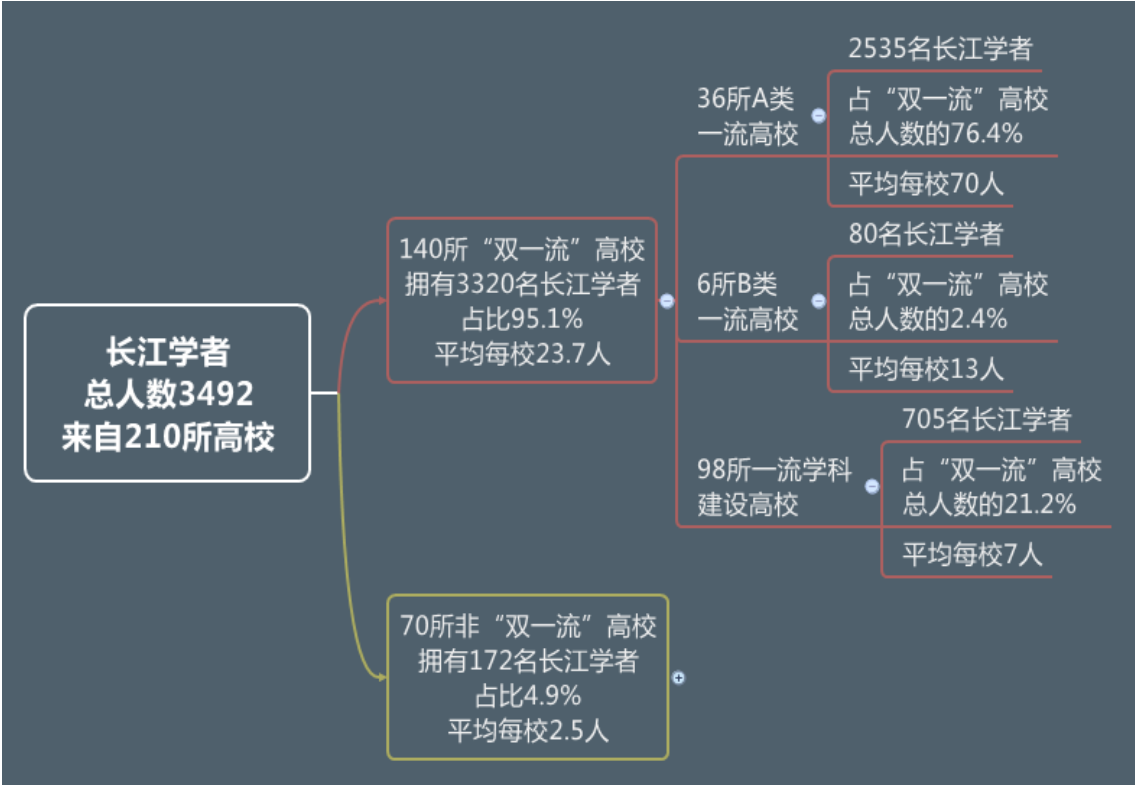 长江学者
总人数3492
来自210所高校
140所“双一流”高校
拥有3320名长江学者
占比95.1%
平均每校23.7人
36所A类
一流高校
2535名长江学者
占“双一流”高校
总人数的76.4%
平均每校70人
6所B类
一流高校
80名长江学者
占“双一流”高校
总人数的2.4%
平均每校13人
98所一流学科
建设高校
705名长江学者
占“双一流”高校
总人数的21.2%
平均每校7人
70所非“双一流”高校
拥有172名长江学者
占比4.9%
平均每校2.5人